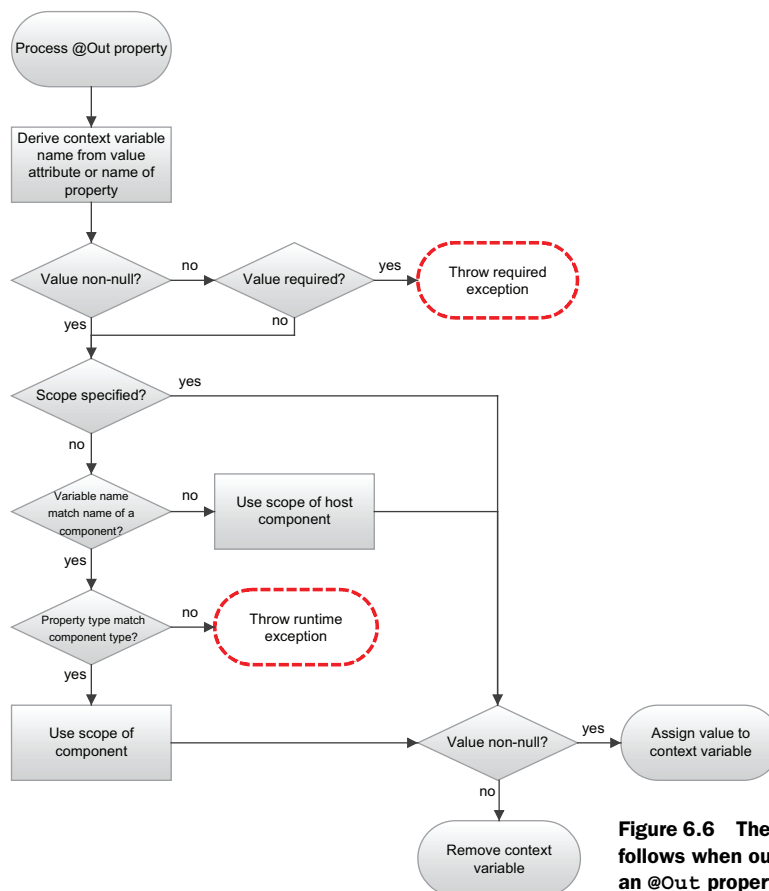 Process @Out property
Derive context variable
name from value
attribute or name of
property
Value non-null?
no
Value required?
yes
Throw required
exception
yes
no
Scope specified?
yes
no
Variable name
match name of a
component?
no
Use scope of host
component
yes
Property type match
component type?
no
Throw runtime
exception
yes
Use scope of
component
Value non-null?
yes
Assign value to
context variable
no
Remove context
variable
Figure 6.6 The
follows when ou
an @Out proper